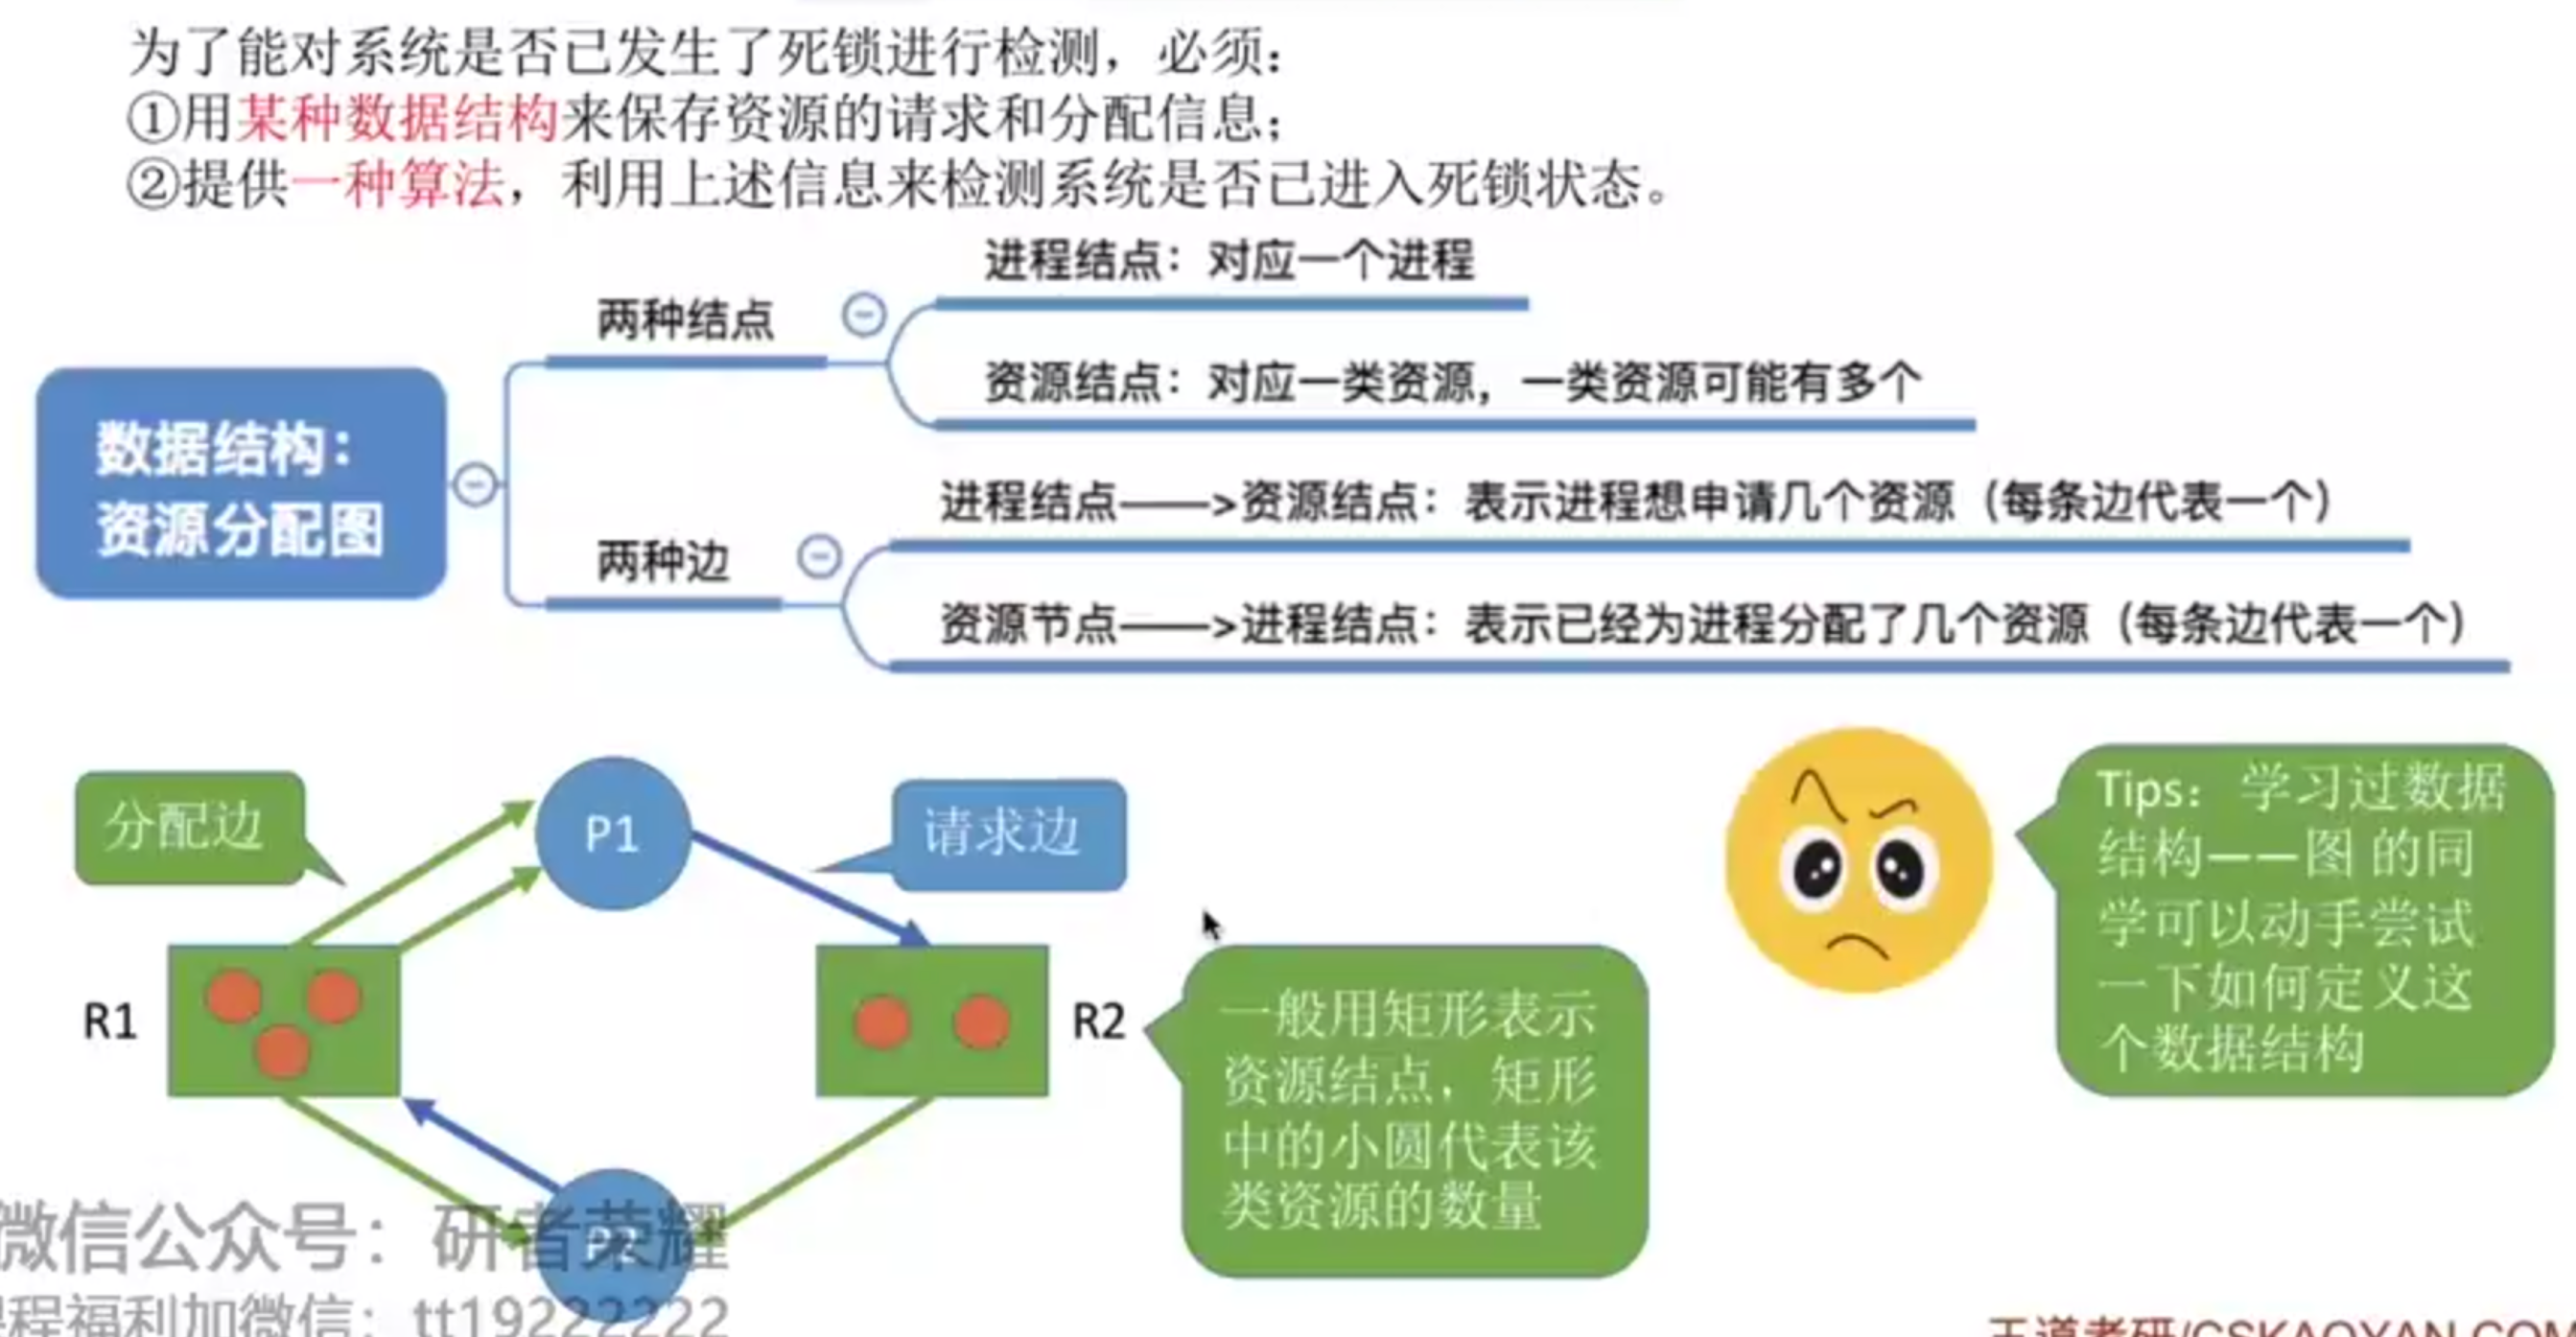 为了能对系统是否已发生了死锁进行检测，必须：
①用某种数据结构来保存资源的请求和分配信息；
②提供一种算法，利用上述信息来检测系统是否已进入死锁状态。
进程结点：对应一个进程
两种结点
资源结点：对应一类资源，一类资源可能有多个
数据结构：
资源分配图
进程结点——>资源结点：表示进程想申请几个资源（每条边代表一个）
两种边
资源节点——>进程结点：表示已经为进程分配了几个资源（每条边代表一个）
分配边
P1
请求边
Tips： 学习过数据
结构——图 的同
学可以动手尝试
一下如何定义这
个数据结构
R1
R2
一般用矩形表示
资源结点，矩形
中的小圆代表该
类资源的数量
P2
微信公众号：研者荣耀
程福利加微信：tt19222222
王道考研/CSKAOYAN.COM